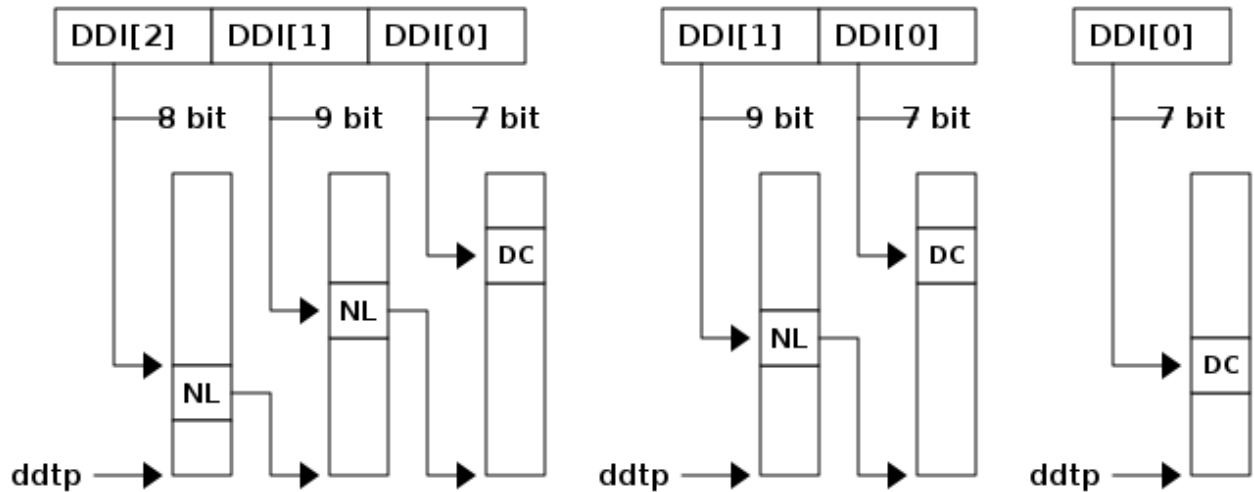 DDI[2] DDI[1] DDI[0] DDI[1] DDI[0] DDI[0]
8 bit 9 bit 7 bit 9 bit 7 bit 7 bit
DC DC
NL
NL
DC
NL
ddtp ddtp ddtp